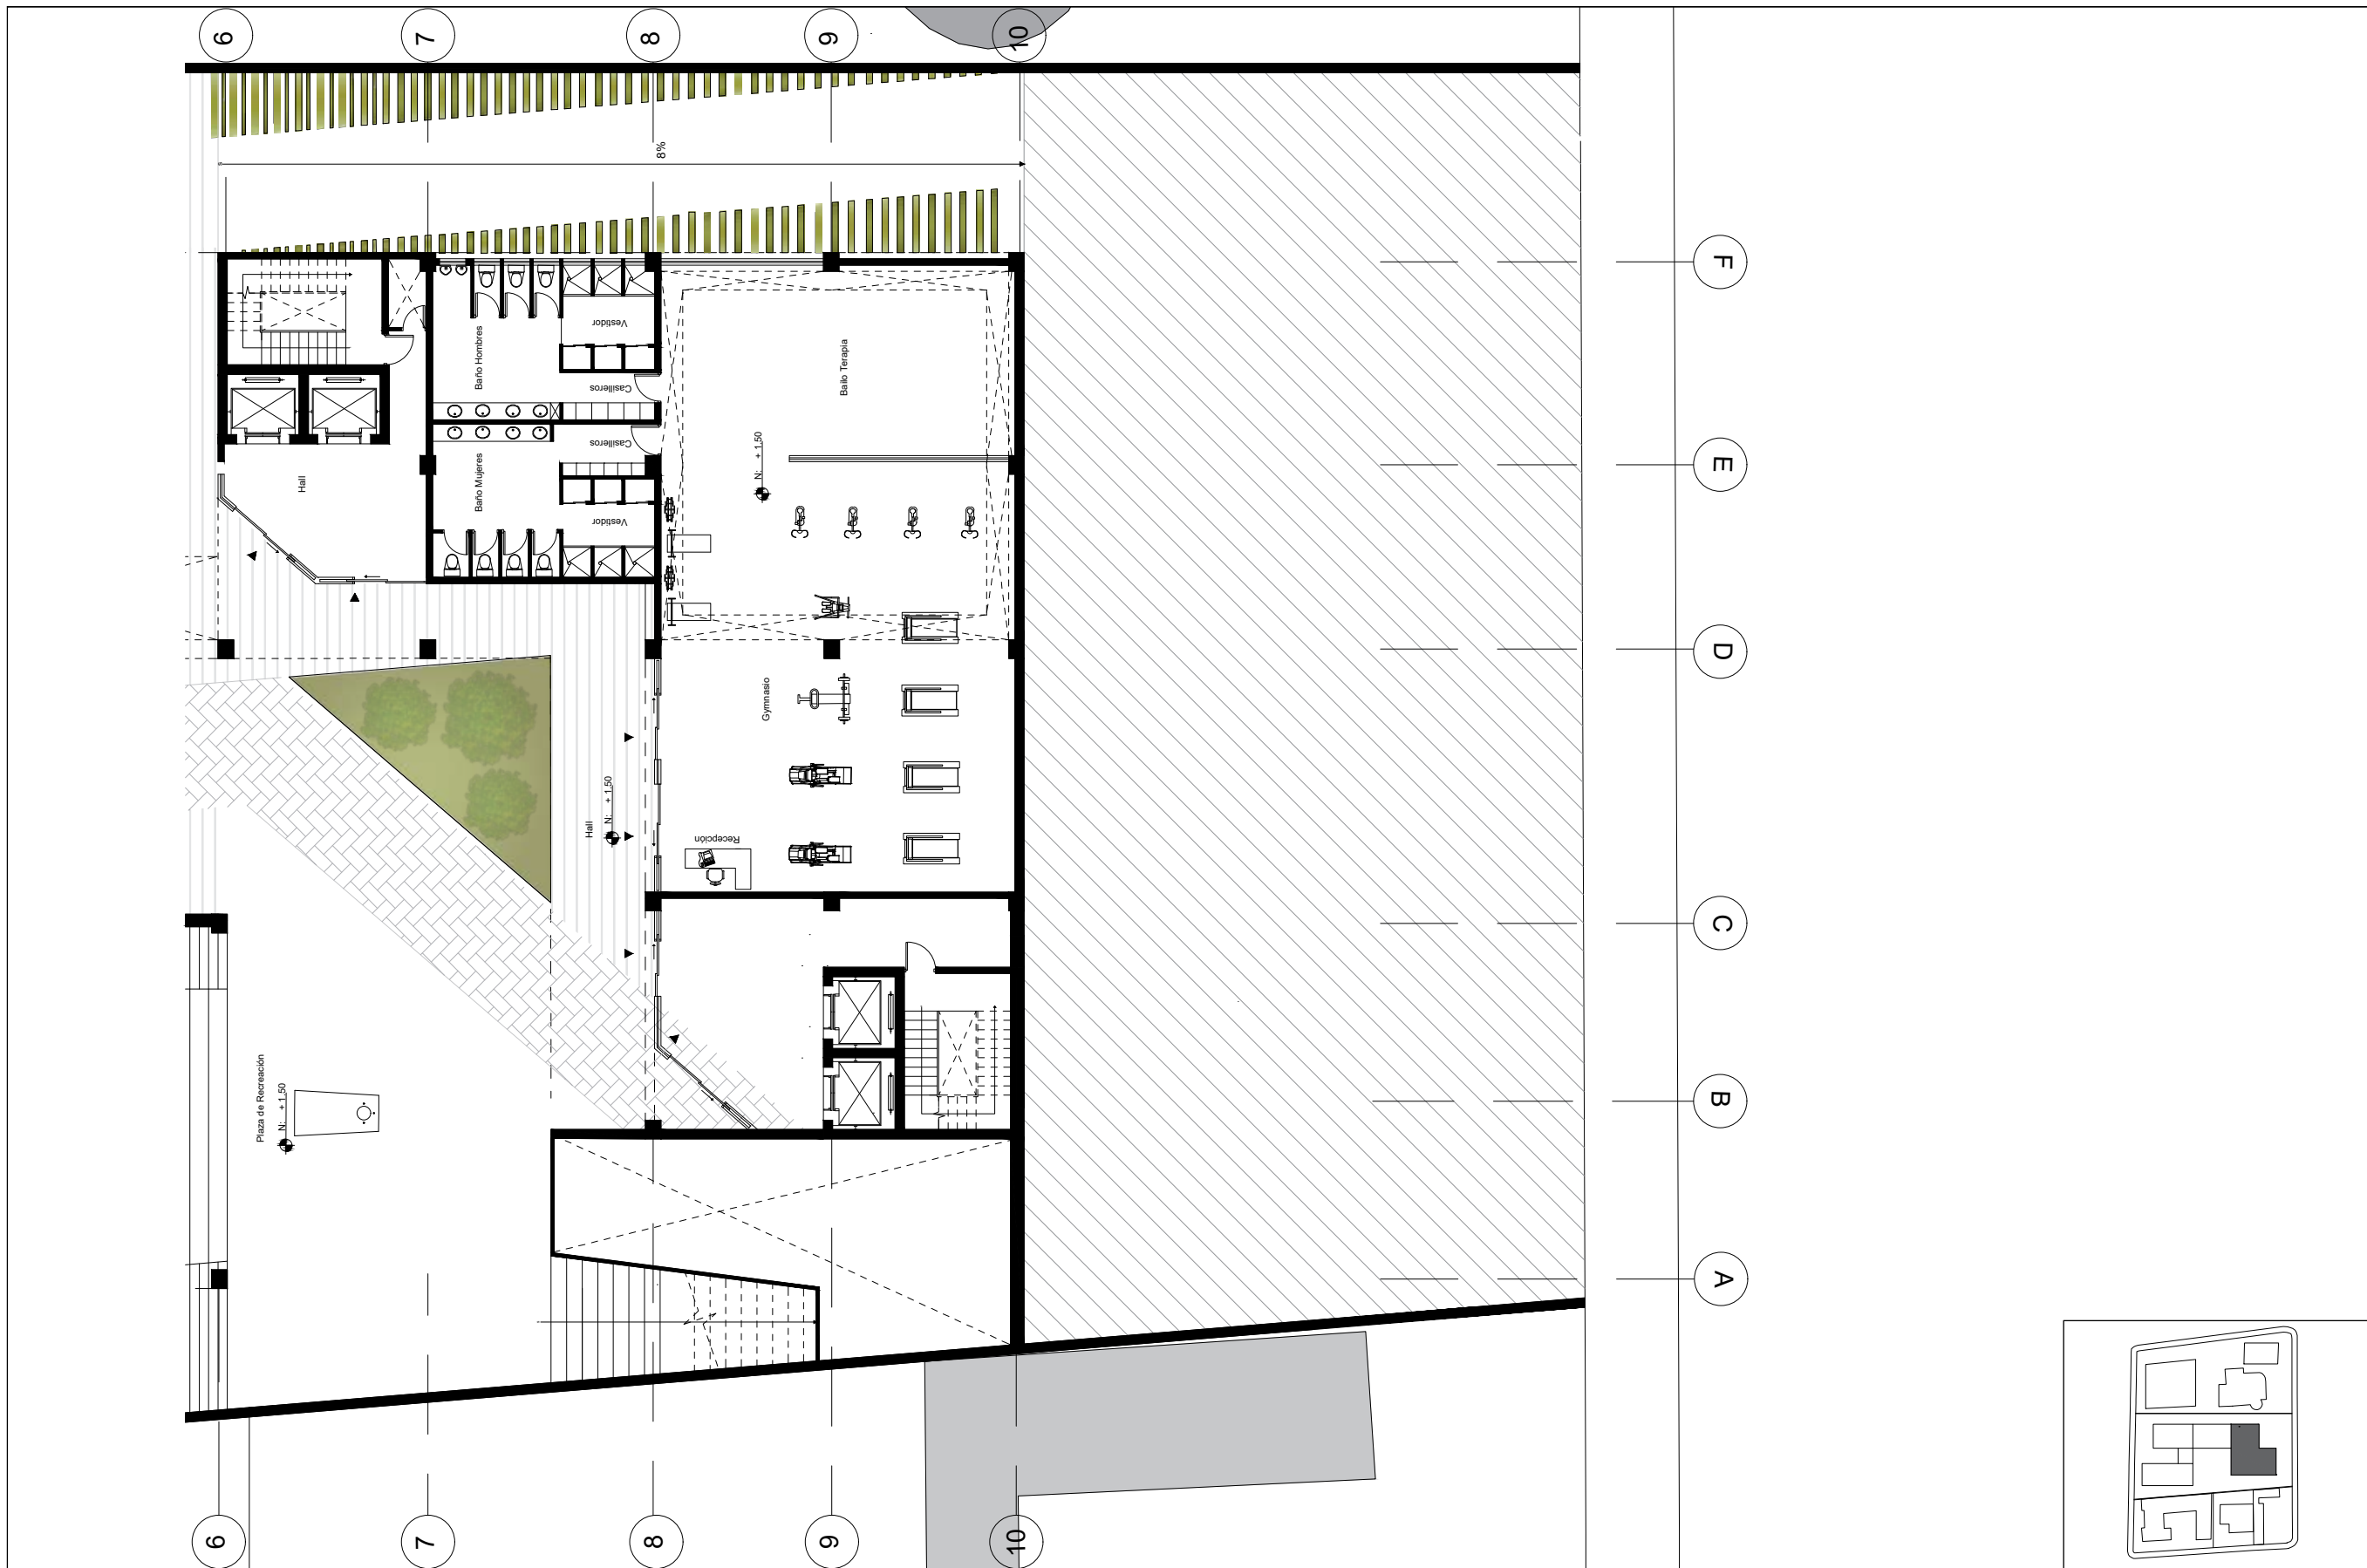 6
7
8
9
10
8%
F
E
D
C
B
A
Vestidor
Baño Hombres
Casilleros
Bailo Terapia
Casilleros
Baño Mujeres
Vestidor
Hall
N: +1,50
Gymnasio
Hall
N: +1,50
Recepción
Plaza de Recreación
N: +1,50
6
7
8
9
10